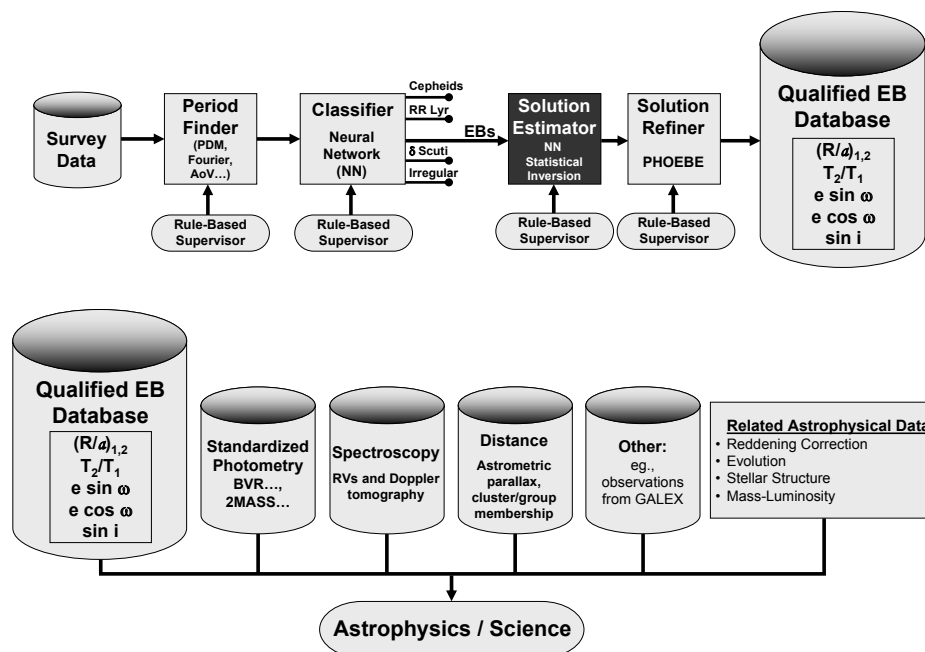 Survey
Data
Period
Finder
(PDM,
Fourier,
AoV…)
Rule-Based
Supervisor
Classifier
Neural
Network
(NN)
Rule-Based
Supervisor
Cepheids
RR Lyr
EBs
δ Scuti
Irregular
Solution
Estimator
NN
Statistical
Inversion
Rule-Based
Supervisor
Solution
Refiner
PHOEBE
Rule-Based
Supervisor
Qualified EB
Database
(R/a)1,2
T2/T1
e sin ω
e cos ω
sin i
Qualified EB
Database
(R/a)1,2
T2/T1
e sin ω
e cos ω
sin i
Standardized
Photometry
BVR…,
2MASS…
Spectroscopy
RVs and Doppler
tomography
Distance
Astrometric
parallax,
cluster/group
membership
Other:
eg.,
observations
from GALEX
Related Astrophysical Data
• Reddening Correction
• Evolution
• Stellar Structure
• Mass-Luminosity
Astrophysics / Science